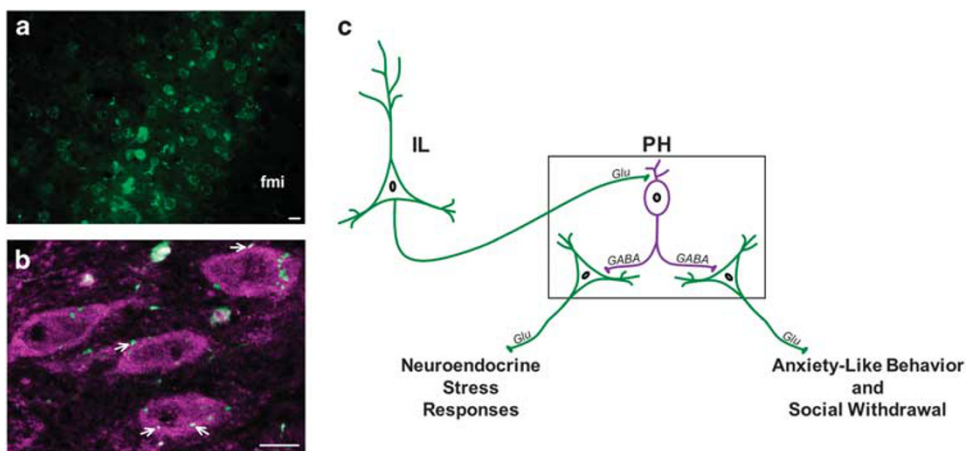 a
fmi
b
c
IL
PH
Glu
GABA
GABA
Glu
Glu
Neuroendocrine
Stress
Responses
Anxiety-Like Behavior
and
Social Withdrawal